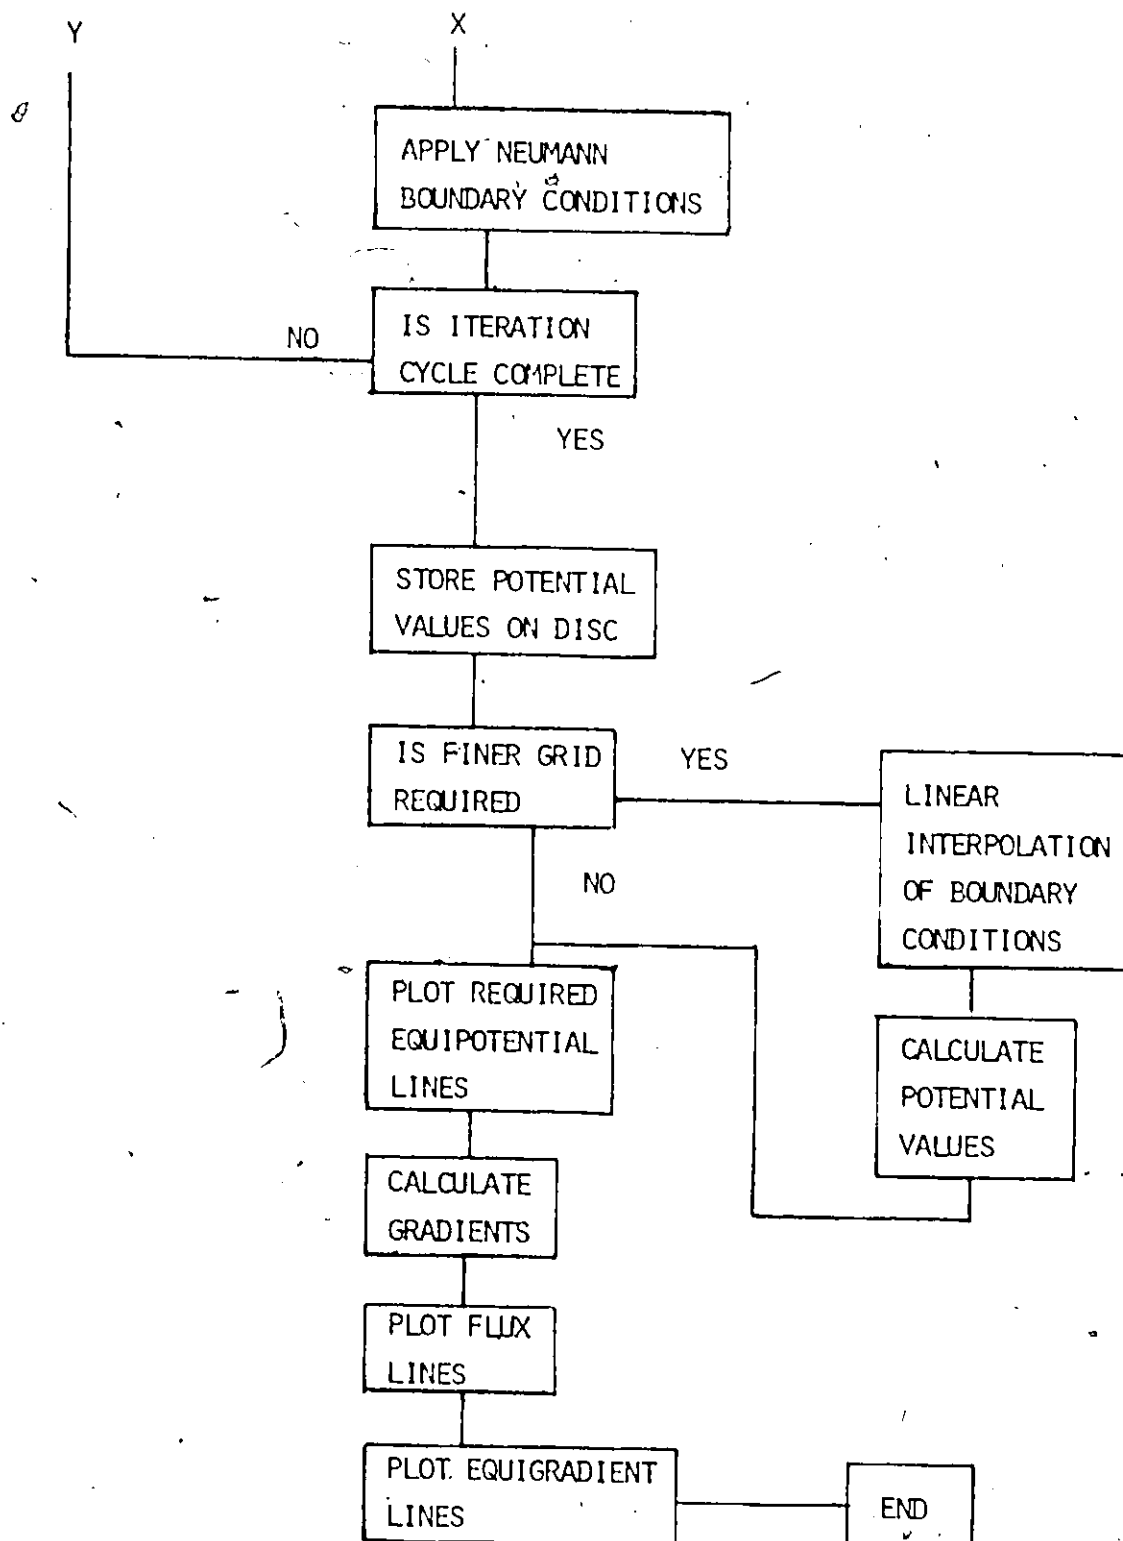 Y
X
APPLY NEUMANN
BOUNDARY CONDITIONS
NO
IS ITERATION
CYCLE COMPLETE
YES
STORE POTENTIAL
VALUES ON DISC
IS FINER GRID
REQUIRED
YES
LINEAR
INTERPOLATION
OF BOUNDARY
CONDITIONS
NO
PLOT REQUIRED
EQUIPOTENTIAL
LINES
CALCULATE
POTENTIAL
VALUES
CALCULATE
GRADIENTS
PLOT FLUX
LINES
PLOT EQUIGRADIENT
LINES
END